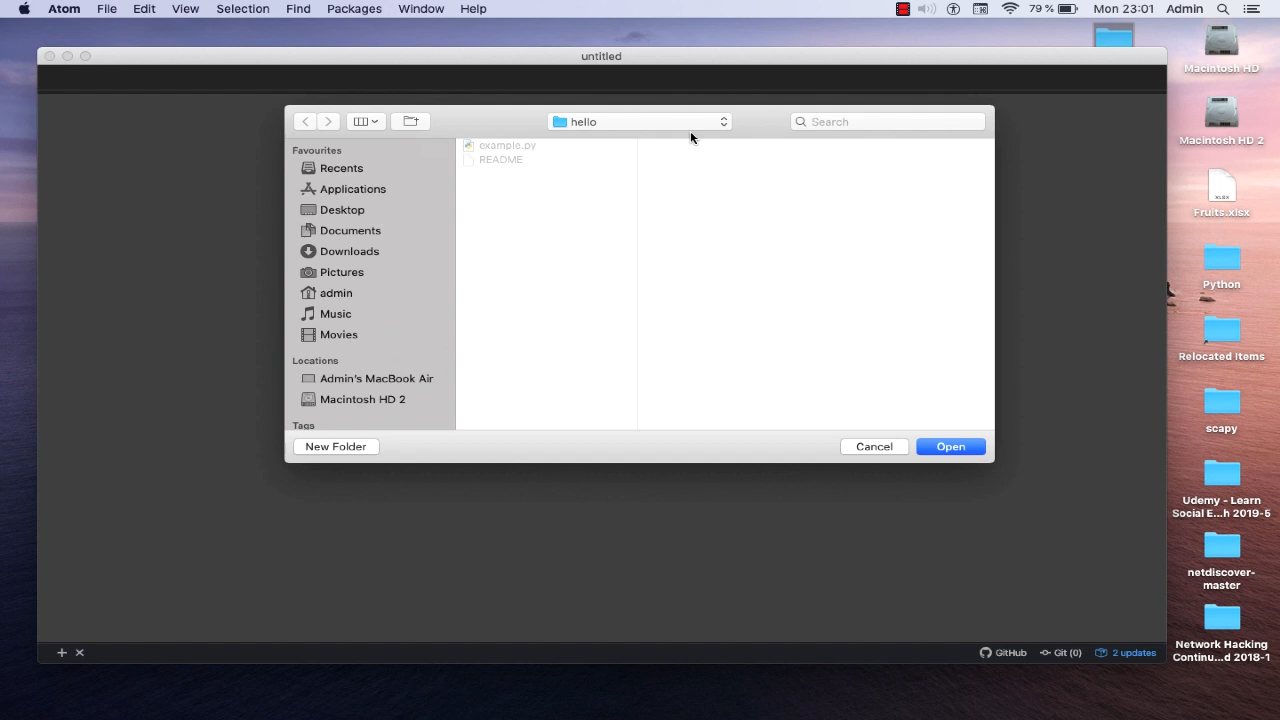 Atom File Edit View Selection Find Packages Window Help 79 % Mon 23:01 Admin
untitled
hello
Search
Favourites
Recents
Applications
Desktop
Documents
Downloads
Pictures
admin
Music
Movies
Locations
Admin's MacBook Air
Macintosh HD 2
Tags
example.py
README
New Folder
Cancel
Open
GitHub
Git (0)
2 updates
Macintosh HD
Macintosh HD 2
XLSX
Fruits.xlsx
Python
Relocated Items
scapy
Udemy - Learn
Social E...h 2019-5
netdiscover-
master
Network Hacking
Continu...d 2018-1